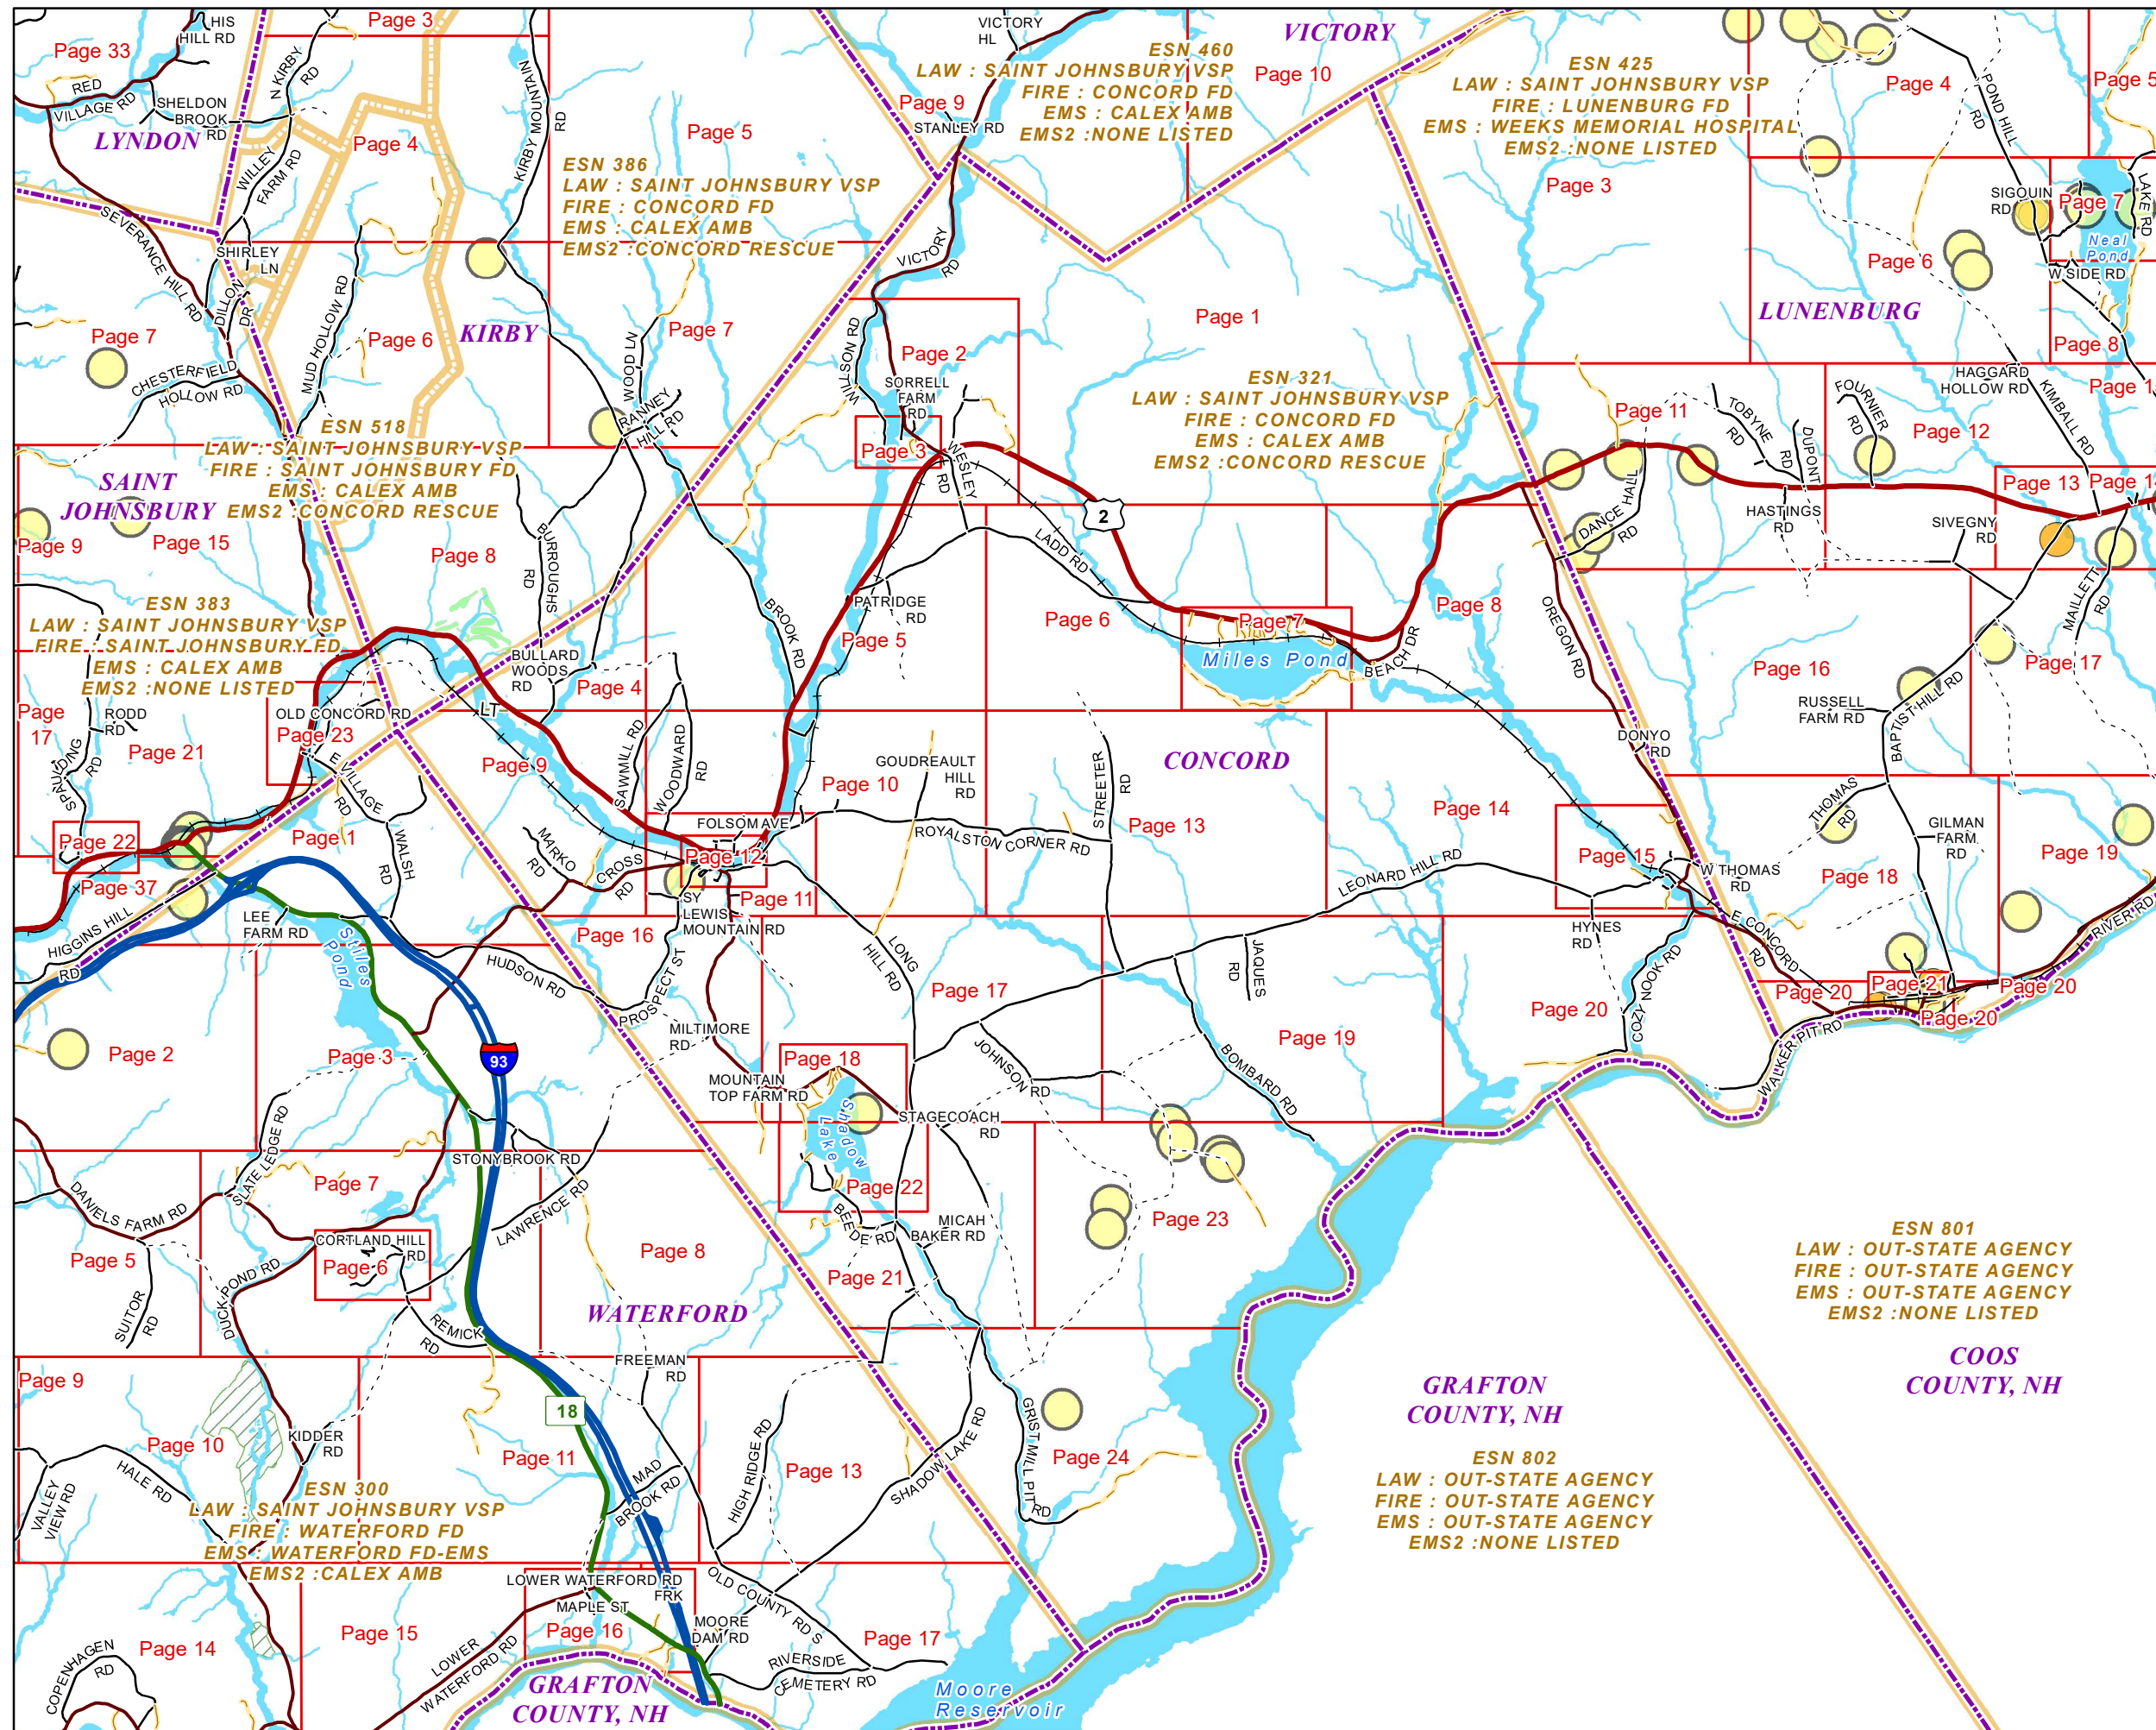 HIS
HILL RD
Page 3
Page 33
RED
VILLAGE RD
SHELDON
BROOK
RD
LYNDON
N KIRBY
RD
WILLEY
FARM RD
Page 4
KIRBY MOUNTAIN
RD
Page 5
VICTORY
HL
Page 9
STANLEY RD
ESN 460
LAW : SAINT JOHNSBURY VSP
FIRE : CONCORD FD
EMS : CALEX AMB
EMS2 :NONE LISTED
VICTORY
Page 10
ESN 425
LAW : SAINT JOHNSBURY VSP
FIRE : LUNENBURG FD
EMS : WEEKS MEMORIAL HOSPITAL
EMS2 :NONE LISTED
Page 3
Page 4
Page 5
POND HILL
RD
SIGOUIN
RD
Page 7
LAKE RD
Neal
Pond
W SIDE RD
Page 6
LUNENBURG
Page 8
ESN 386
LAW : SAINT JOHNSBURY VSP
FIRE : CONCORD FD
EMS : CALEX AMB
EMS2 :CONCORD RESCUE
SEVERANCE HILL RD
SHIRLEY
LN
DILLON
DR
MUD HOLLOW RD
Page 7
CHESTERFIELD
HOLLOW RD
Page 6
KIRBY
Page 7
WOOD LN
RANNEY
HILL RD
VICTORY
RD
WILLSON RD
Page 2
SORRELL
FARM
RD
Page 3
WESLEY
RD
Page 1
ESN 321
LAW : SAINT JOHNSBURY VSP
FIRE : CONCORD FD
EMS : CALEX AMB
EMS2 :CONCORD RESCUE
2
Page 11
TOBYNE
RD
DUPONT
RD
FOURNIER
RD
Page 12
HAGGARD
HOLLOW RD
KIMBALL RD
Page 1
Page 13
Page 1
DANCE HALL
RD
HASTINGS
RD
SIVEGNY
RD
MAILLETT
RD
ESN 518
LAW : SAINT JOHNSBURY VSP
FIRE : SAINT JOHNSBURY FD
EMS : CALEX AMB
EMS2 :CONCORD RESCUE
SAINT
JOHNSBURY
Page 9
Page 15
Page 8
BURROUGHS
RD
ESN 383
LAW : SAINT JOHNSBURY VSP
FIRE : SAINT JOHNSBURY FD
EMS : CALEX AMB
EMS2 :NONE LISTED
LADD RD
PATRIDGE
RD
BROOK RD
Page 5
Page 6
Page 7
Miles Pond
BEACH DR
Page 8
OREGON RD
Page 16
Page 17
RUSSELL
FARM RD
BAPTIST HILL RD
BULLARD
WOODS
RD
Page 4
Page
17
RODD
RD
SPAULDING
RD
Page 21
OLD CONCORD RD
Page 23
LT
E VILLAGE
RD
Page 9
SAWMILL RD
WOODWARD
RD
Page 10
GOUDREAULT
HILL
RD
STREETER
RD
CONCORD
DONYO
RD
THOMAS
RD
GILMAN
FARM
RD
Page 19
Page 22
Page 1
WALSH
RD
MARKO
RD
CROSS
RD
FOLSOM AVE
Page 12
ROYALSTON CORNER RD
Page 13
Page 14
LEONARD HILL RD
Page 15
W THOMAS
RD
Page 18
Page 37
HIGGINS HILL
RD
LEE
FARM RD
Stiles
Pond
HUDSON RD
Page 16
SY
LEWIS
MOUNTAIN RD
Page 11
PROSPECT ST
LONG
HILL RD
Page 17
JAQUES
RD
HYNES
RD
COZY NOOK RD
E CONCORD
RD
RIVER RD
Page 20
Page 20
Page 21
Page 20
Page 20
WALKER PIT RD
Page 2
Page 3
93
MILTIMORE
RD
MOUNTAIN
TOP FARM RD
Page 18
Shadow
Lake
STAGECOACH
RD
JOHNSON RD
BOMBARD RD
Page 19
SLATE LEDGE RD
STONYBROOK RD
LAWRENCE RD
DANIELS FARM RD
Page 7
CORTLAND HILL
RD
Page 6
Page 5
SUITOR
RD
DUCK POND RD
REMICK
RD
Page 8
Page 22
BEEDE RD
MICAH
BAKER RD
Page 21
Page 23
WATERFORD
ESN 801
LAW : OUT-STATE AGENCY
FIRE : OUT-STATE AGENCY
EMS : OUT-STATE AGENCY
EMS2 :NONE LISTED
COOS
COUNTY, NH
GRAFTON
COUNTY, NH
ESN 802
LAW : OUT-STATE AGENCY
FIRE : OUT-STATE AGENCY
EMS : OUT-STATE AGENCY
EMS2 :NONE LISTED
Page 9
Page 10
KIDDER
RD
HALE RD
VALLEY
VIEW RD
18
FREEMAN
RD
Page 11
MAD
BROOK RD
HIGH RIDGE RD
Page 13
SHADOW LAKE RD
GRIST MILL PIT
RD
Page 24
ESN 300
LAW : SAINT JOHNSBURY VSP
FIRE : WATERFORD FD
EMS : WATERFORD FD-EMS
EMS2 :CALEX AMB
LOWER WATERFORD RD
FRK
MAPLE ST
Page 16
OLD COUNTY RD S
MOORE
DAM RD
Page 17
RIVERSIDE
CEMETERY RD
Page 14
COPENHAGEN
RD
Page 15
LOWER
WATERFORD RD
GRAFTON
COUNTY, NH
Moore
Reservoir